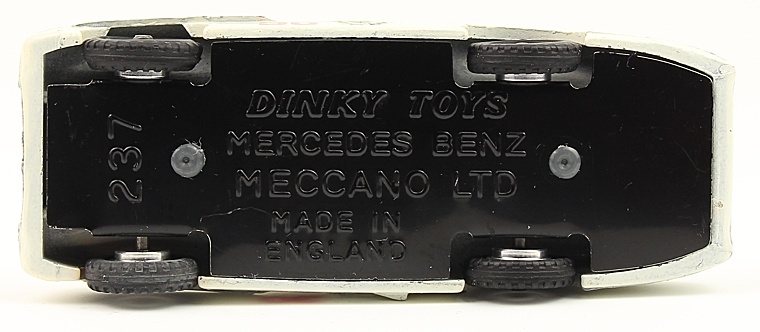 DINKY TOYS
MERCEDES BENZ
MECCANO LTD
MADE IN
ENGLAND
237